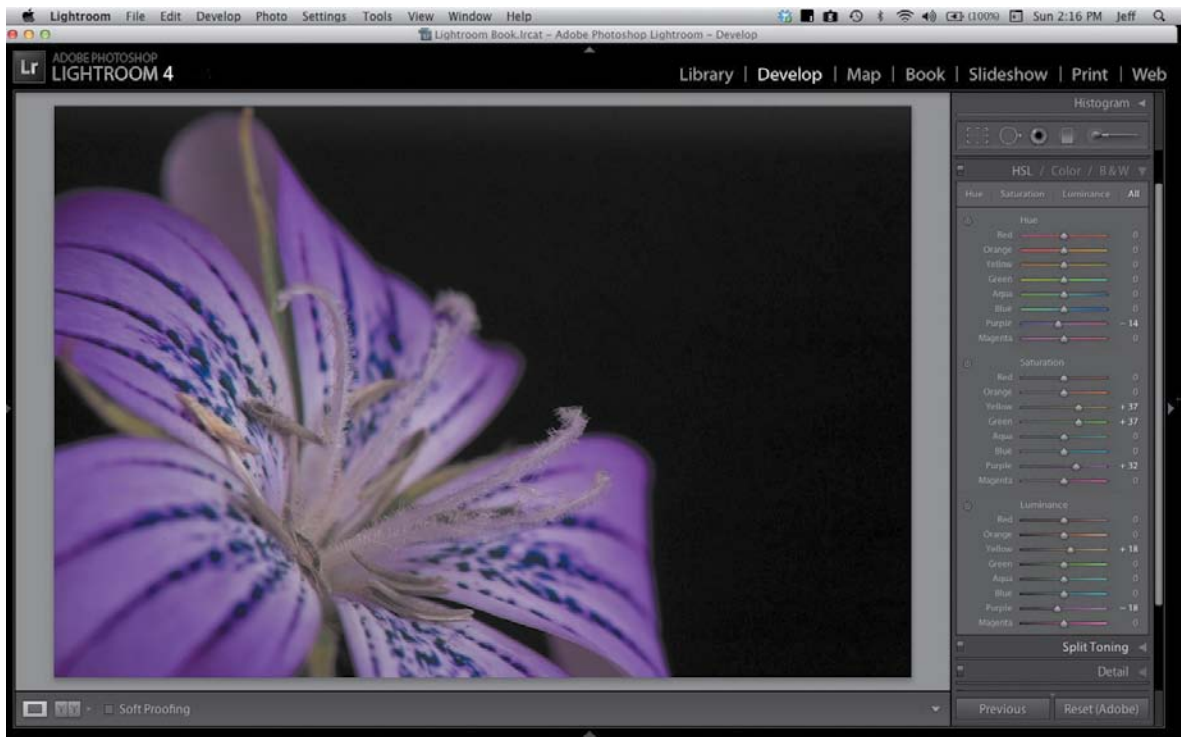 Lightroom File Edit Develop Photo Settings Tools View Window Help (100%) Sun 2:16 PM Jeff
Lightroom Book.lrcat – Adobe Photoshop Lightroom – Develop
Lr ADOBE PHOTOSHOP
LIGHTROOM 4
Library | Develop | Map | Book | Slideshow | Print | Web
Histogram
HSL / Color / B & W
Hue Saturation Luminance All
Hue
Red 0
Orange 0
Yellow 0
Green 0
Aqua 0
Blue 0
Purple – 14
Magenta 0
Saturation
Red 0
Orange 0
Yellow + 37
Green + 37
Aqua 0
Blue 0
Purple + 32
Magenta 0
Luminance
Red 0
Orange 0
Yellow + 18
Green 0
Aqua 0
Blue 0
Purple – 18
Magenta 0
Split Toning
Detail
Y Y Soft Proofing
Previous Reset (Adobe)